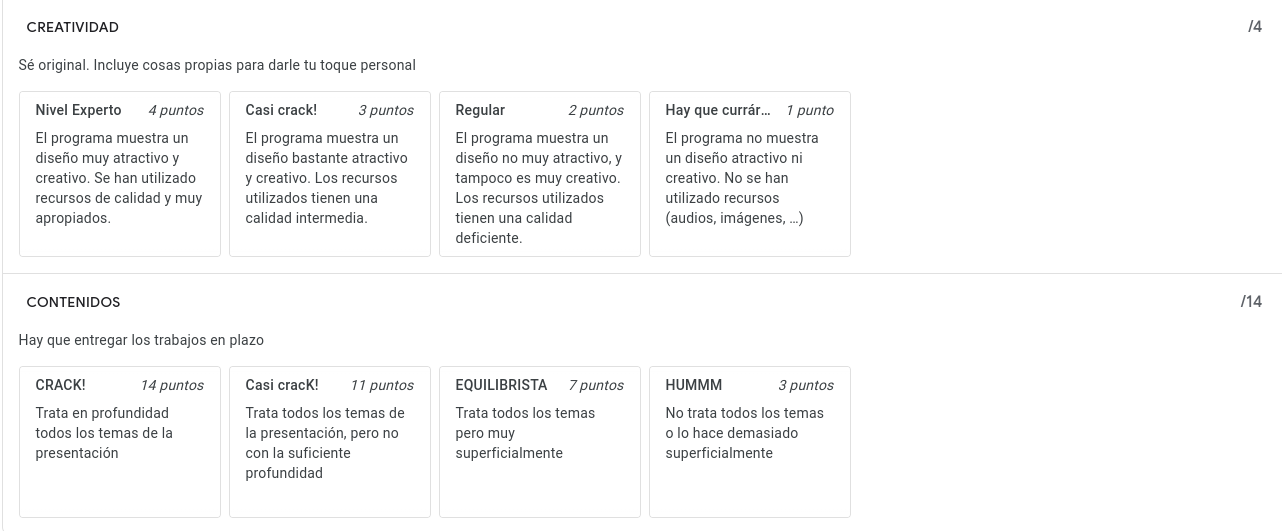 CREATIVIDAD /4
Sé original. Incluye cosas propias para darle tu toque personal
Nivel Experto 4 puntos
El programa muestra un
diseño muy atractivo y
creativo. Se han utilizado
recursos de calidad y muy
apropiados.
Casi crack! 3 puntos
El programa muestra un
diseño bastante atractivo
y creativo. Los recursos
utilizados tienen una
calidad intermedia.
Regular 2 puntos
El programa muestra un
diseño no muy atractivo, y
tampoco es muy creativo.
Los recursos utilizados
tienen una calidad
deficiente.
Hay que currár... 1 punto
El programa no muestra
un diseño atractivo ni
creativo. No se han
utilizado recursos
(audios, imágenes, ...)
CONTENIDOS /14
Hay que entregar los trabajos en plazo
CRACK! 14 puntos
Trata en profundidad
todos los temas de la
presentación
Casi cracK! 11 puntos
Trata todos los temas de
la presentación, pero no
con la suficiente
profundidad
EQUILIBRISTA 7 puntos
Trata todos los temas
pero muy
superficialmente
HUMMM 3 puntos
No trata todos los temas
o lo hace demasiado
superficialmente